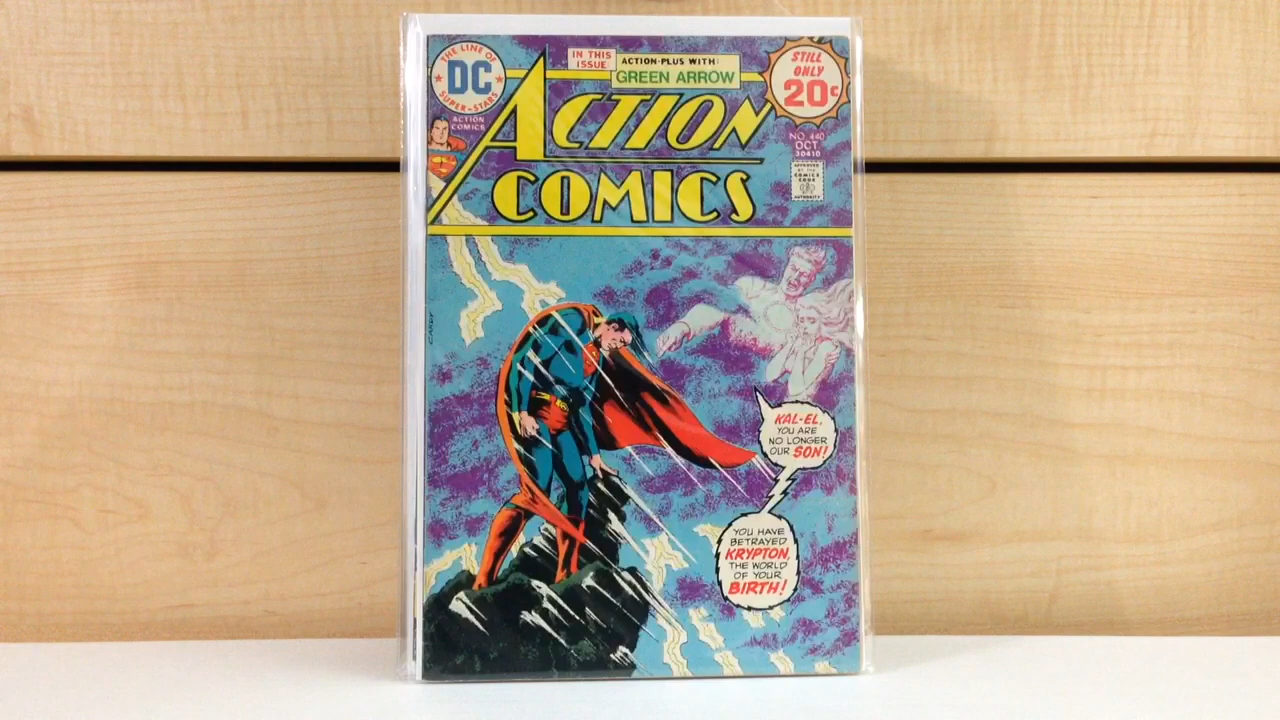 THE LINE OF
DC
SUPER-STARS
ACTION
COMICS
IN THIS
ISSUE:
ACTION-PLUS WITH:
GREEN ARROW
STILL
ONLY
20¢
ACTION
COMICS
NO. 440
OCT
30410
APPROVED
BY THE
COMICS
CODE
AUTHORITY
CARDY
KAL-EL,
YOU ARE
NO LONGER
OUR SON!
YOU HAVE
BETRAYED
KRYPTON,
THE WORLD
OF YOUR
BIRTH!